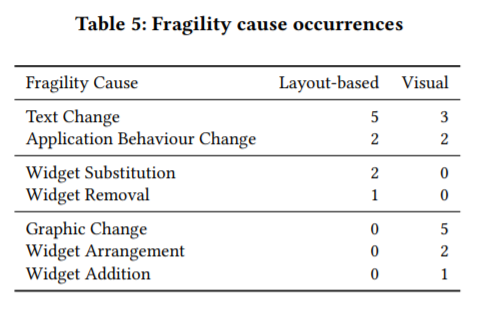 Table 5: Fragility cause occurrences
Fragility Cause Layout-based Visual
Text Change 5 3
Application Behaviour Change 2 2
Widget Substitution 2 0
Widget Removal 1 0
Graphic Change 0 5
Widget Arrangement 0 2
Widget Addition 0 1